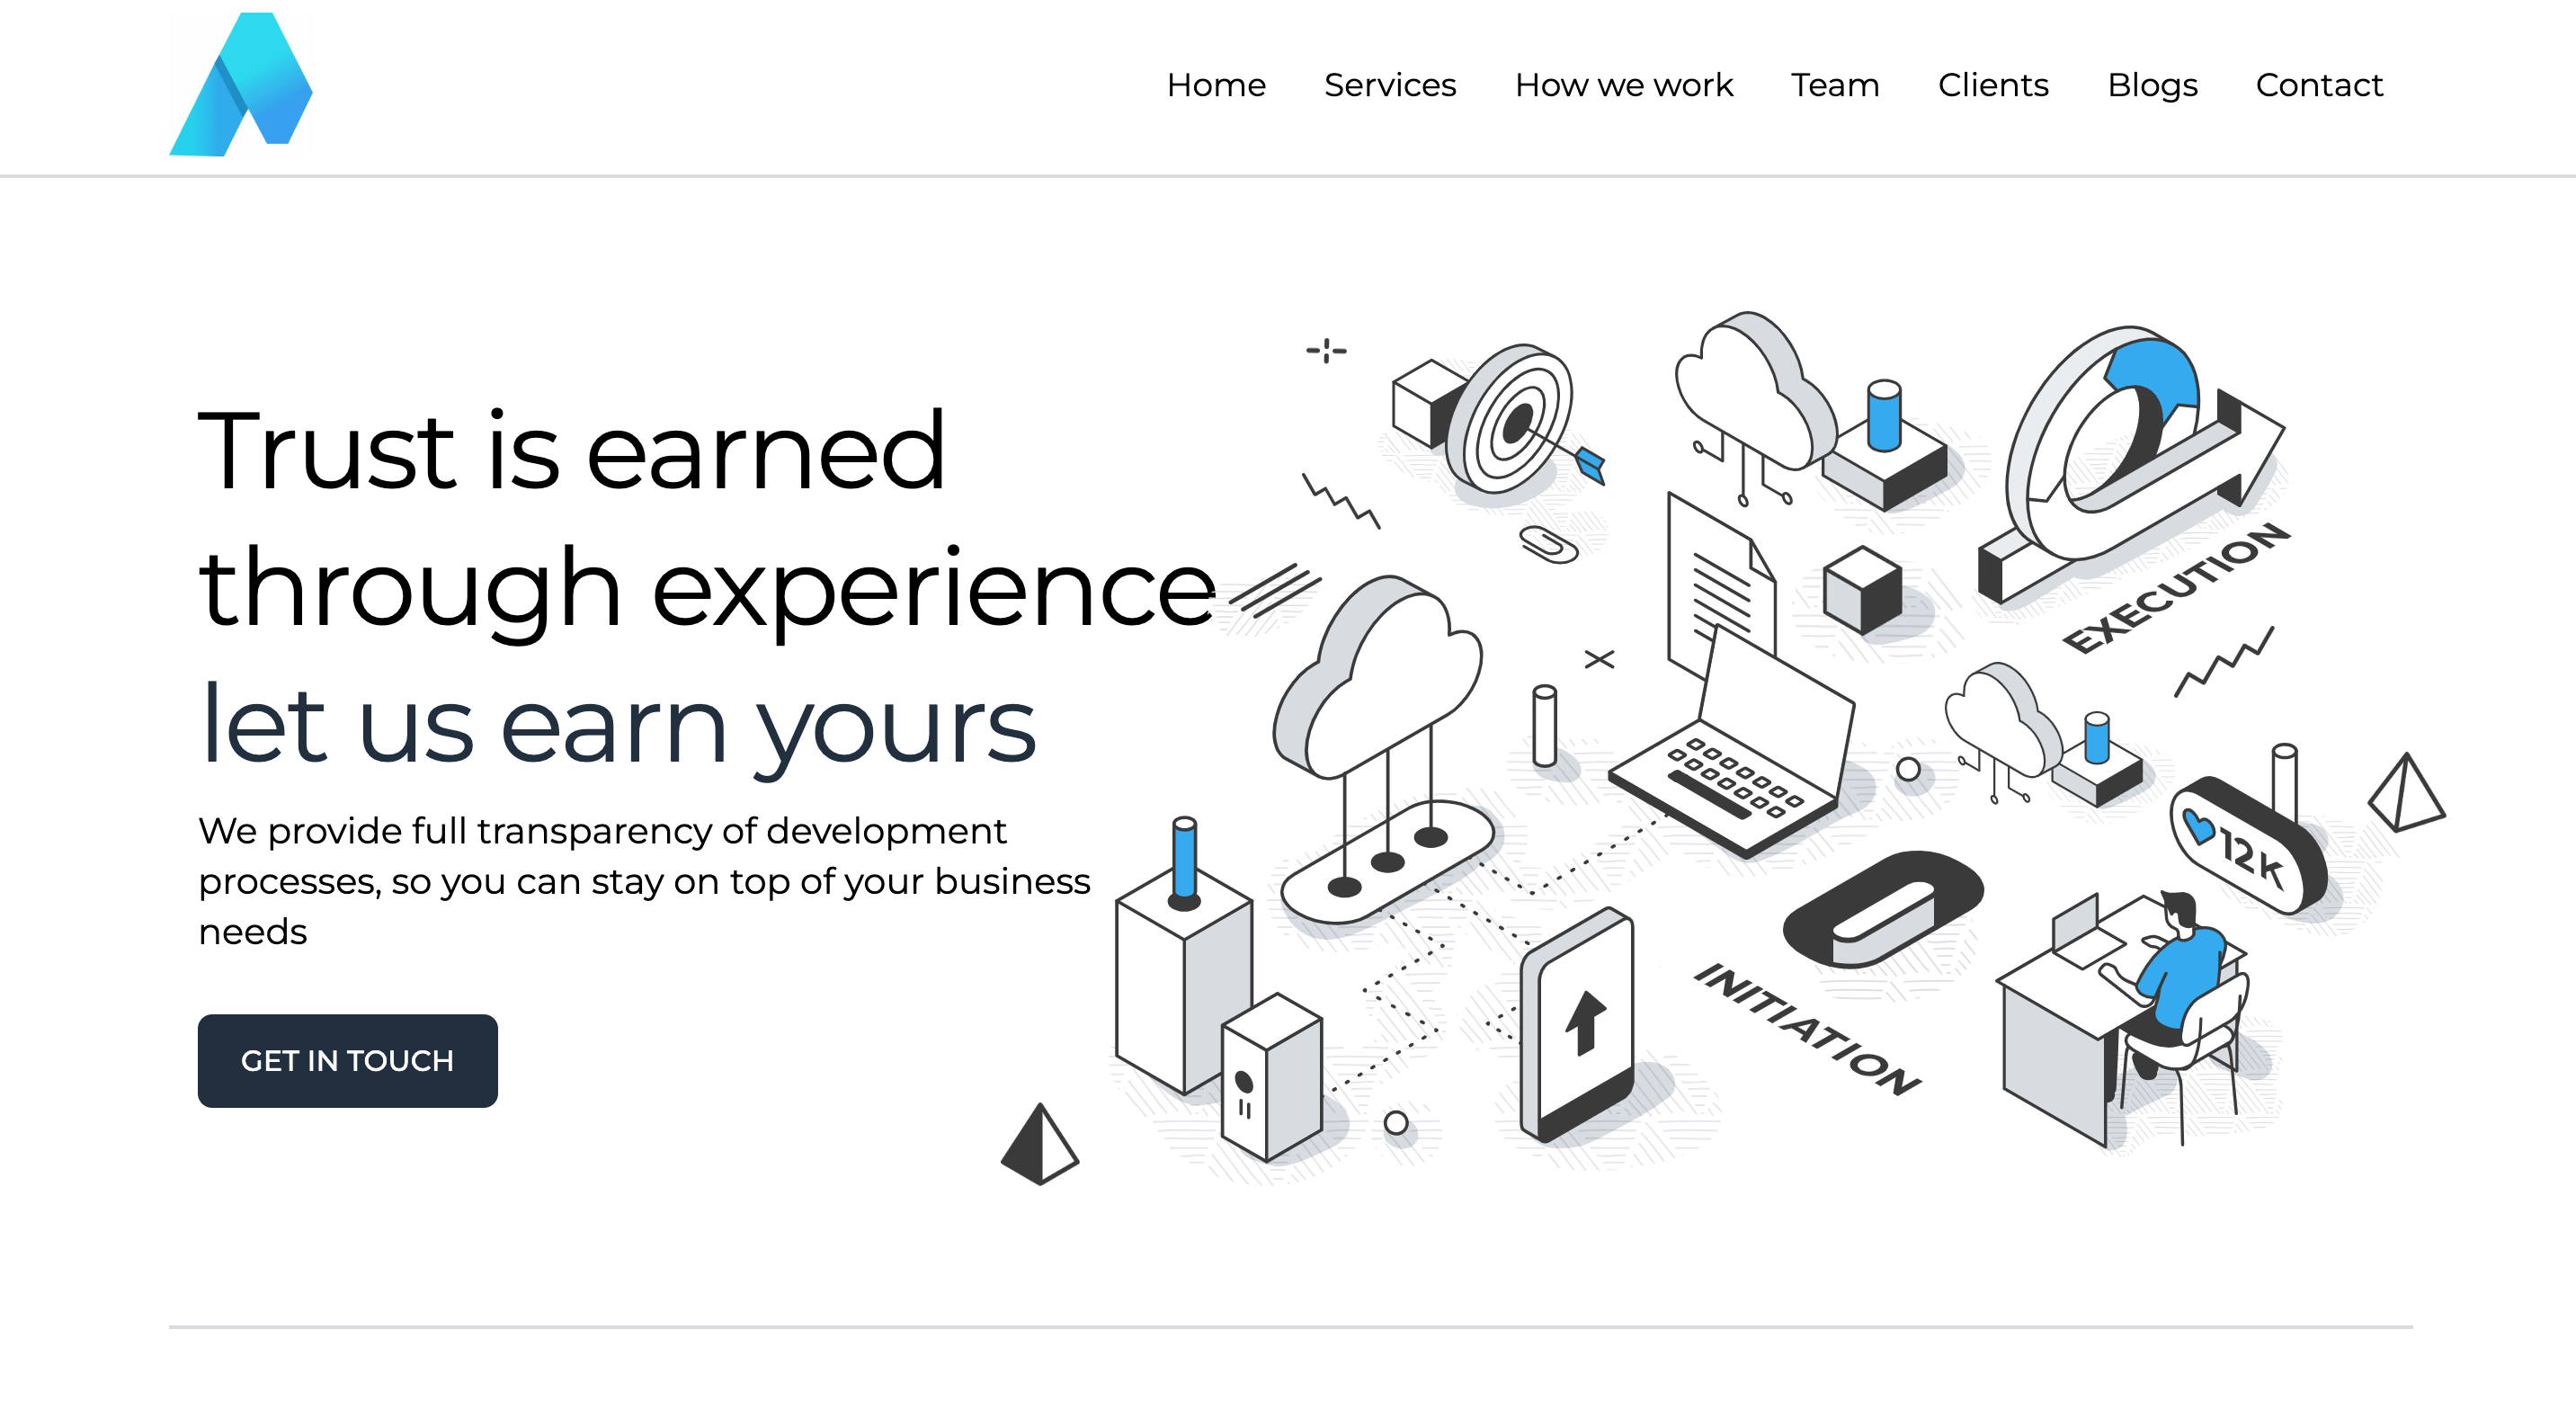 Home Services How we work Team Clients Blogs Contact
Trust is earned
through experience
let us earn yours
We provide full transparency of development
processes, so you can stay on top of your business
needs
GET IN TOUCH
EXECUTION
12K
INITIATION